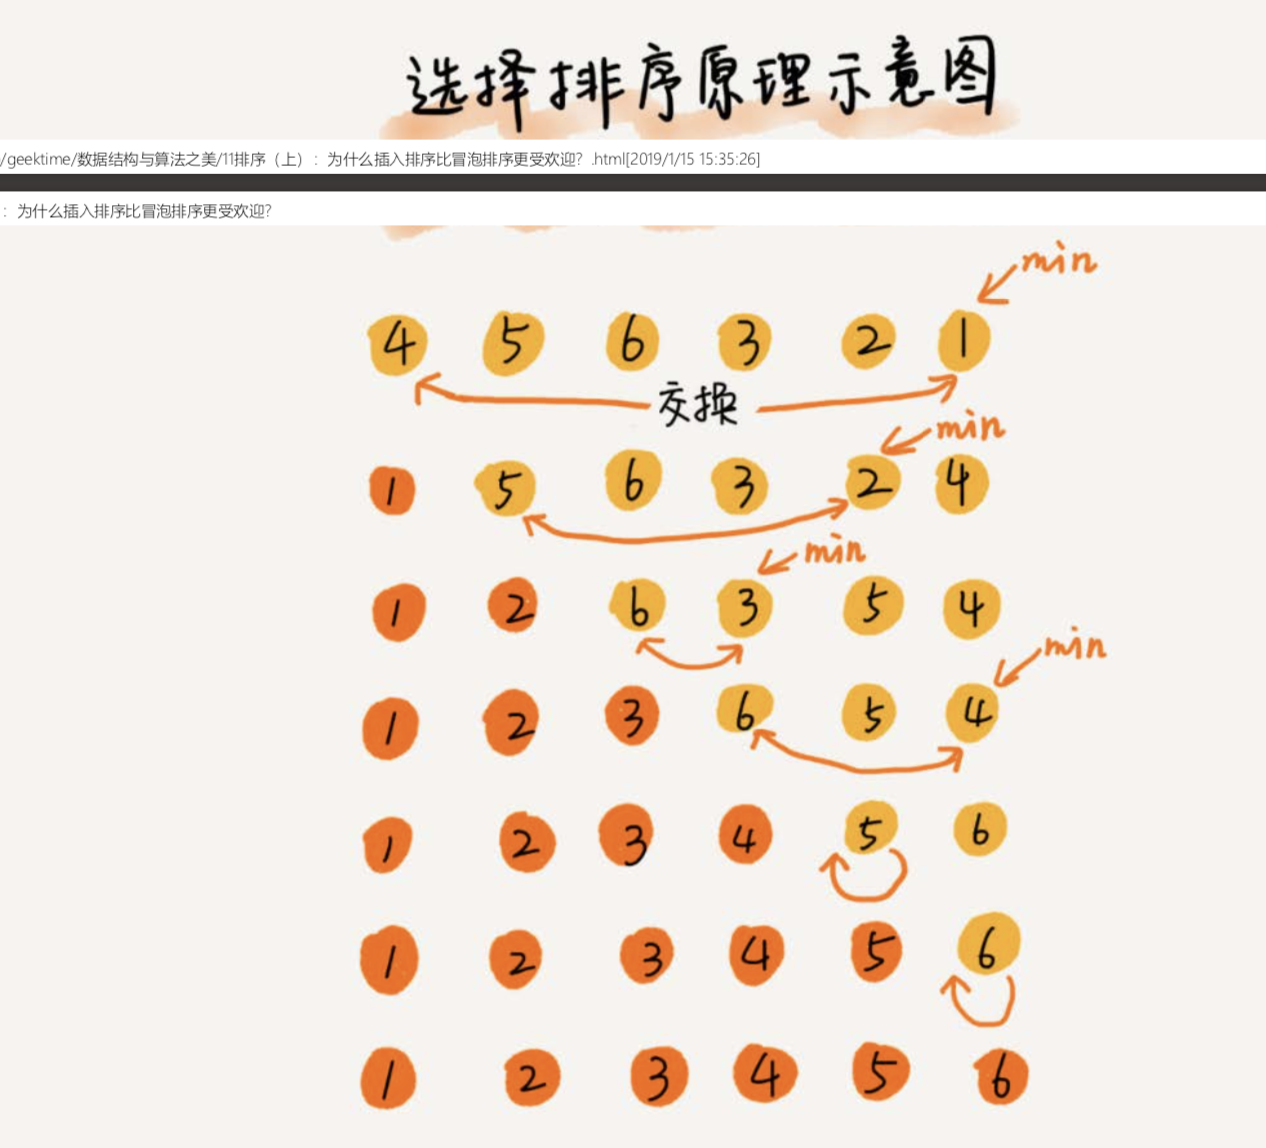 选择排序原理示意图
/geektime/数据结构与算法之美/11排序（上）：为什么插入排序比冒泡排序更受欢迎？.html[2019/1/15 15:35:26]
：为什么插入排序比冒泡排序更受欢迎？
min
4 5 6 3 2 1
交换
min
1 5 6 3 2 4
min
1 2 6 3 5 4
min
1 2 3 6 5 4
1 2 3 4 5 6
1 2 3 4 5 6
1 2 3 4 5 6